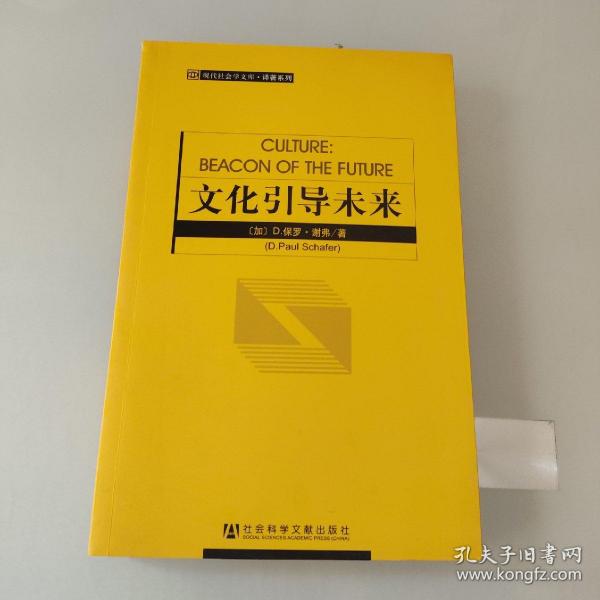 现代社会学文库·译著系列
CULTURE:
BEACON OF THE FUTURE
文化引导未来
〔加〕D.保罗·谢弗/著
(D.Paul Schafer)
社会科学文献出版社
SOCIAL SCIENCES ACADEMIC PRESS (CHINA)
孔夫子旧书网
www.kongfz.com